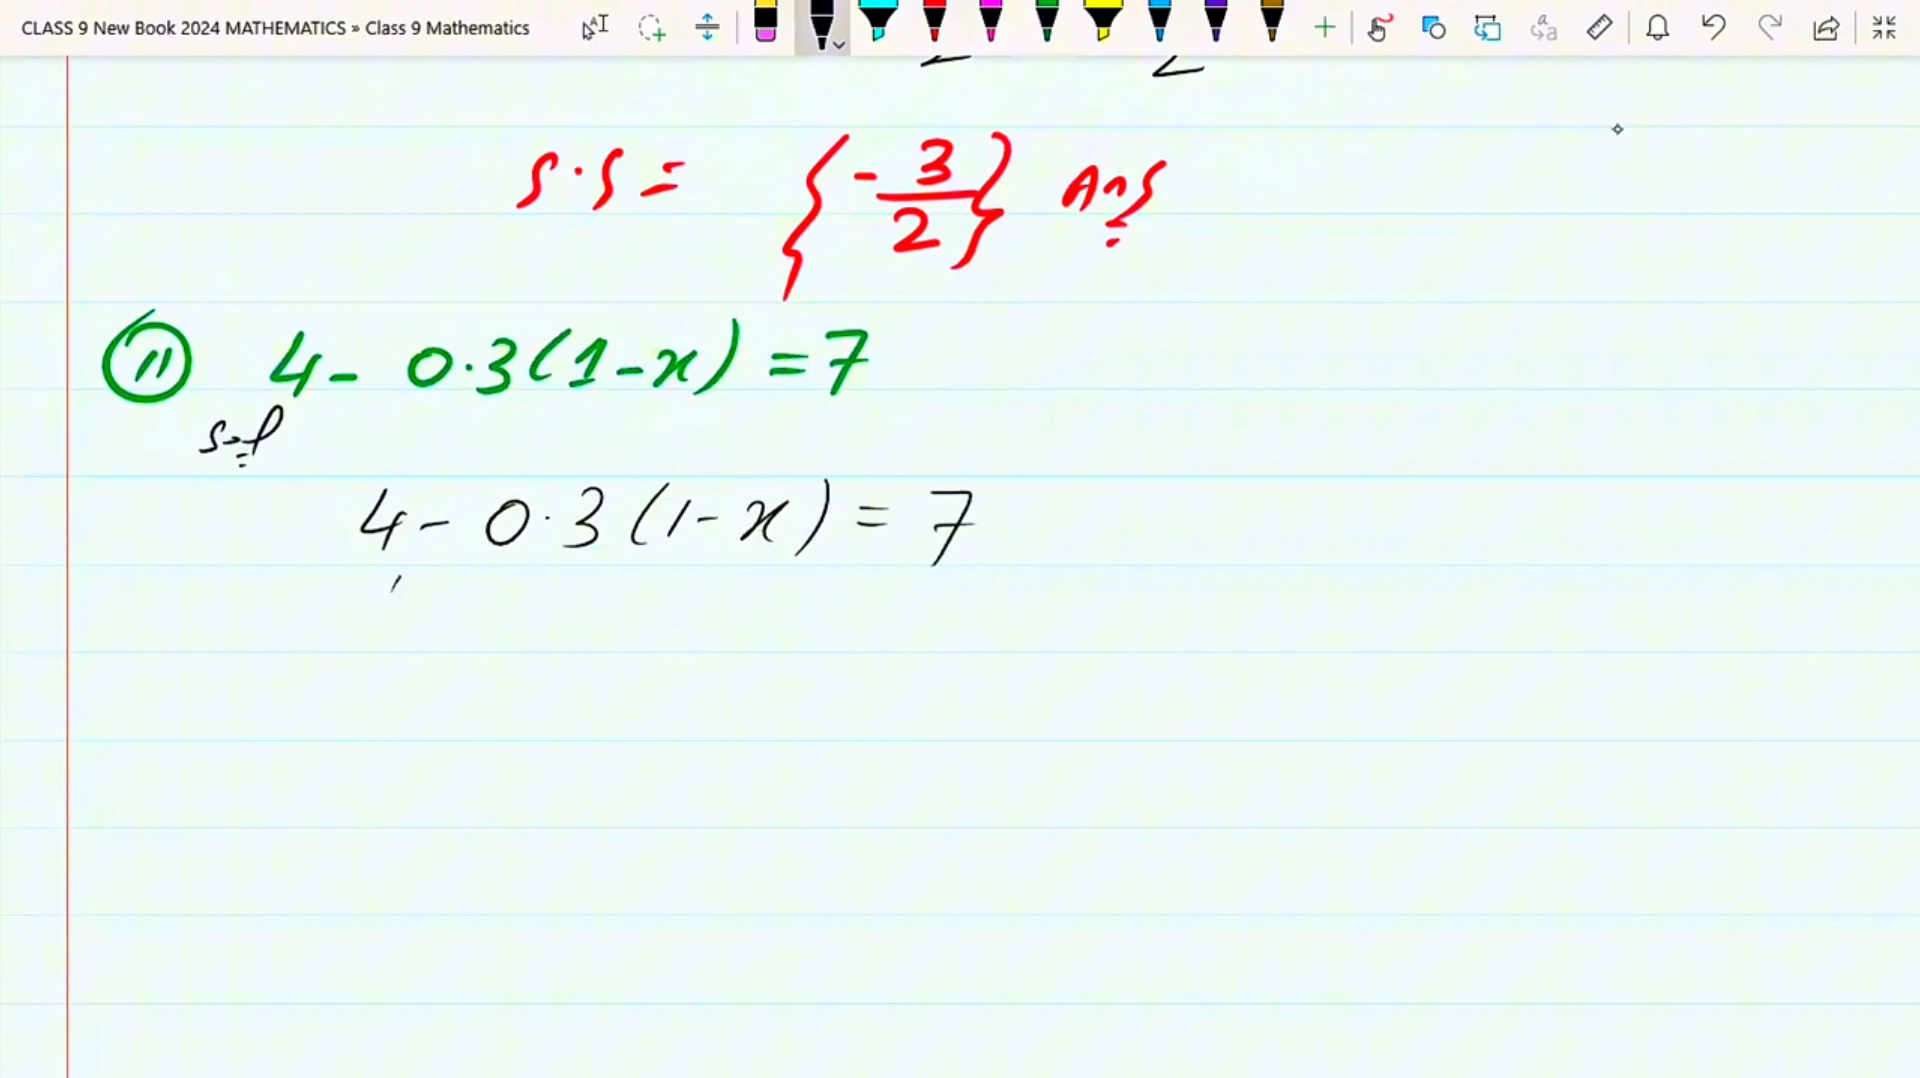 CLASS 9 New Book 2024 MATHEMATICS » Class 9 Mathematics
S.S = {-3/2} Ans
(ii) 4 - 0.3(1-x) = 7
Sol
4 - 0.3(1-x) = 7